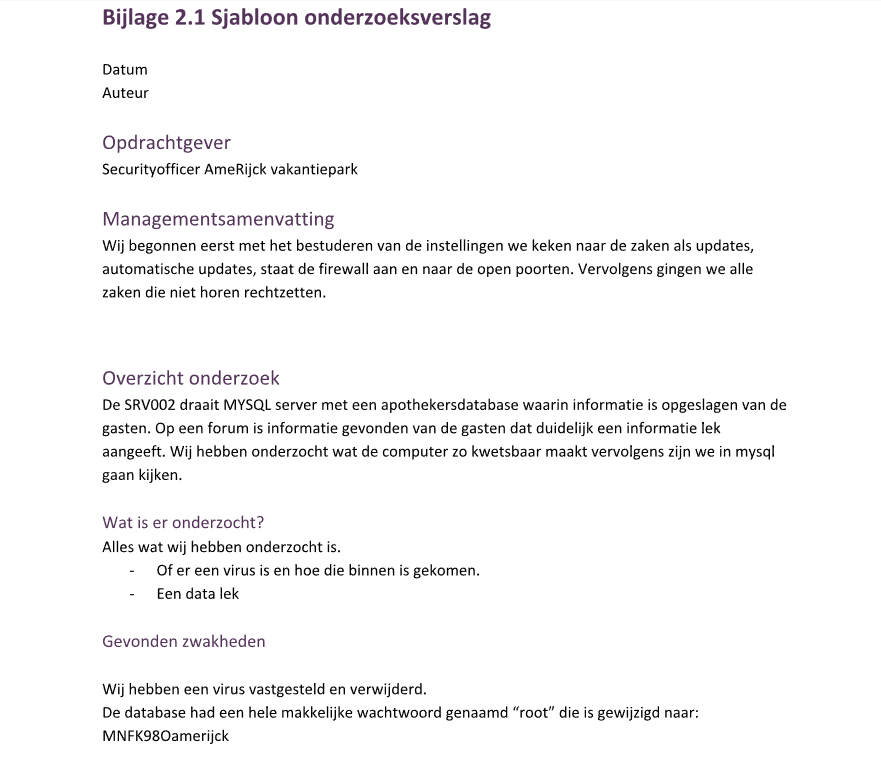 Bijlage 2.1 Sjabloon onderzoeksverslag
Datum
Auteur
Opdrachtgever
Securityofficer AmeRijck vakantiepark
Managementsamenvatting
Wij begonnen eerst met het bestuderen van de instellingen we keken naar de zaken als updates,
automatische updates, staat de firewall aan en naar de open poorten. Vervolgens gingen we alle
zaken die niet horen rechtzetten.
Overzicht onderzoek
De SRV002 draait MYSQL server met een apothekersdatabase waarin informatie is opgeslagen van de
gasten. Op een forum is informatie gevonden van de gasten dat duidelijk een informatie lek
aangeeft. Wij hebben onderzocht wat de computer zo kwetsbaar maakt vervolgens zijn we in mysql
gaan kijken.
Wat is er onderzocht?
Alles wat wij hebben onderzocht is.
- Of er een virus is en hoe die binnen is gekomen.
- Een data lek
Gevonden zwakheden
Wij hebben een virus vastgesteld en verwijderd.
De database had een hele makkelijke wachtwoord genaamd “root” die is gewijzigd naar:
MNFK98Oamerijck